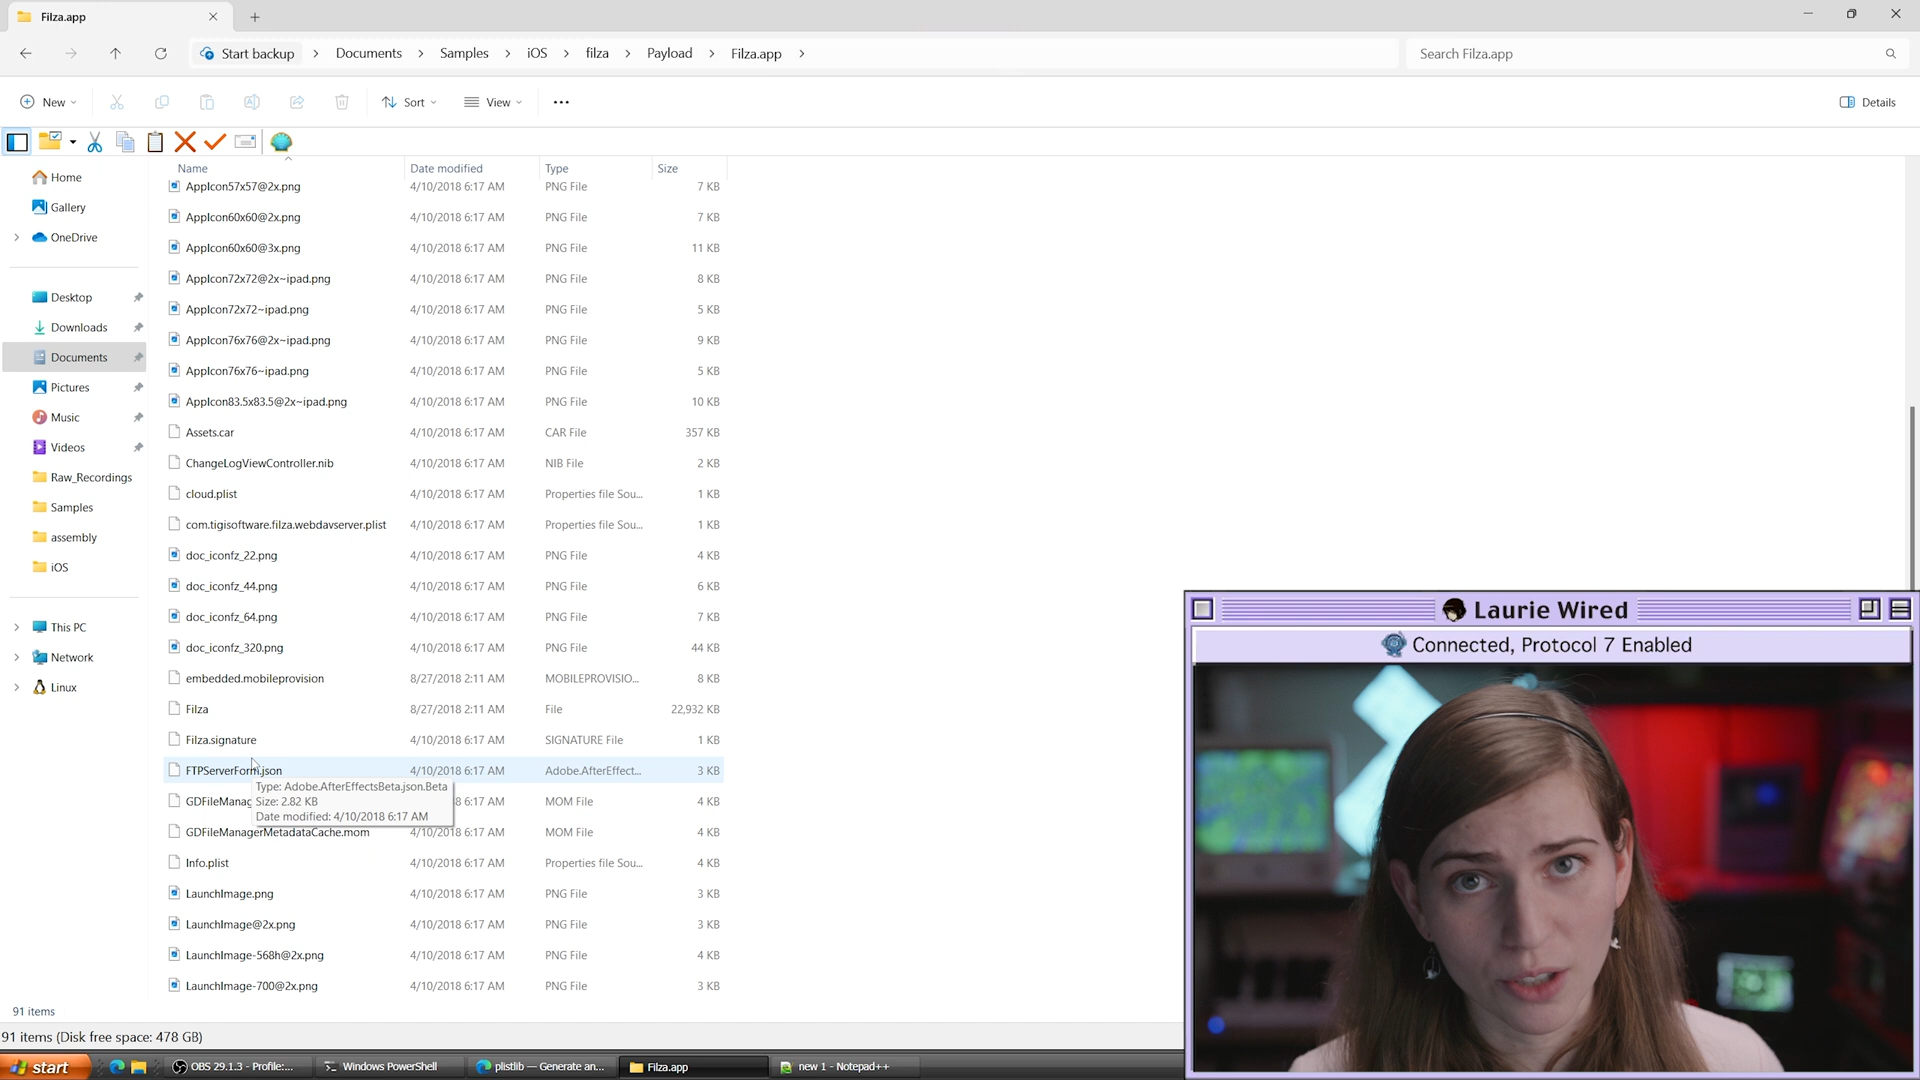 Filza.app
Start backup > Documents > Samples > iOS > filza > Payload > Filza.app >
Search Filza.app
New
Sort
View
Details
Name
Date modified
Type
Size
Home
Gallery
OneDrive
Desktop
Downloads
Documents
Pictures
Music
Videos
Raw_Recordings
Samples
assembly
iOS
This PC
Network
Linux
AppIcon57x57@2x.png 4/10/2018 6:17 AM PNG File 7 KB
AppIcon60x60@2x.png 4/10/2018 6:17 AM PNG File 7 KB
AppIcon60x60@3x.png 4/10/2018 6:17 AM PNG File 11 KB
AppIcon72x72@2x~ipad.png 4/10/2018 6:17 AM PNG File 8 KB
AppIcon72x72~ipad.png 4/10/2018 6:17 AM PNG File 5 KB
AppIcon76x76@2x~ipad.png 4/10/2018 6:17 AM PNG File 9 KB
AppIcon76x76~ipad.png 4/10/2018 6:17 AM PNG File 5 KB
AppIcon83.5x83.5@2x~ipad.png 4/10/2018 6:17 AM PNG File 10 KB
Assets.car 4/10/2018 6:17 AM CAR File 357 KB
ChangeLogViewController.nib 4/10/2018 6:17 AM NIB File 2 KB
cloud.plist 4/10/2018 6:17 AM Properties file Sou... 1 KB
com.tigisoftware.filza.webdavserver.plist 4/10/2018 6:17 AM Properties file Sou... 1 KB
doc_iconfz_22.png 4/10/2018 6:17 AM PNG File 4 KB
doc_iconfz_44.png 4/10/2018 6:17 AM PNG File 6 KB
doc_iconfz_64.png 4/10/2018 6:17 AM PNG File 7 KB
doc_iconfz_320.png 4/10/2018 6:17 AM PNG File 44 KB
embedded.mobileprovision 8/27/2018 2:11 AM MOBILEPROVISIO... 8 KB
Filza 8/27/2018 2:11 AM File 22,932 KB
Filza.signature 4/10/2018 6:17 AM SIGNATURE File 1 KB
FTPServerForm.json 4/10/2018 6:17 AM Adobe.AfterEffect... 3 KB
Type: Adobe.AfterEffectsBeta.json.Beta
Size: 2.82 KB
Date modified: 4/10/2018 6:17 AM
GDFileManag 8 6:17 AM MOM File 4 KB
GDFileManagerMetadataCache.mom 4/10/2018 6:17 AM MOM File 4 KB
Info.plist 4/10/2018 6:17 AM Properties file Sou... 4 KB
LaunchImage.png 4/10/2018 6:17 AM PNG File 3 KB
LaunchImage@2x.png 4/10/2018 6:17 AM PNG File 3 KB
LaunchImage-568h@2x.png 4/10/2018 6:17 AM PNG File 4 KB
LaunchImage-700@2x.png 4/10/2018 6:17 AM PNG File 3 KB
91 items
91 items (Disk free space: 478 GB)
Laurie Wired
Connected, Protocol 7 Enabled
start
OBS 29.1.3 - Profile:...
Windows PowerShell
plistlib — Generate an...
Filza.app
new 1 - Notepad++